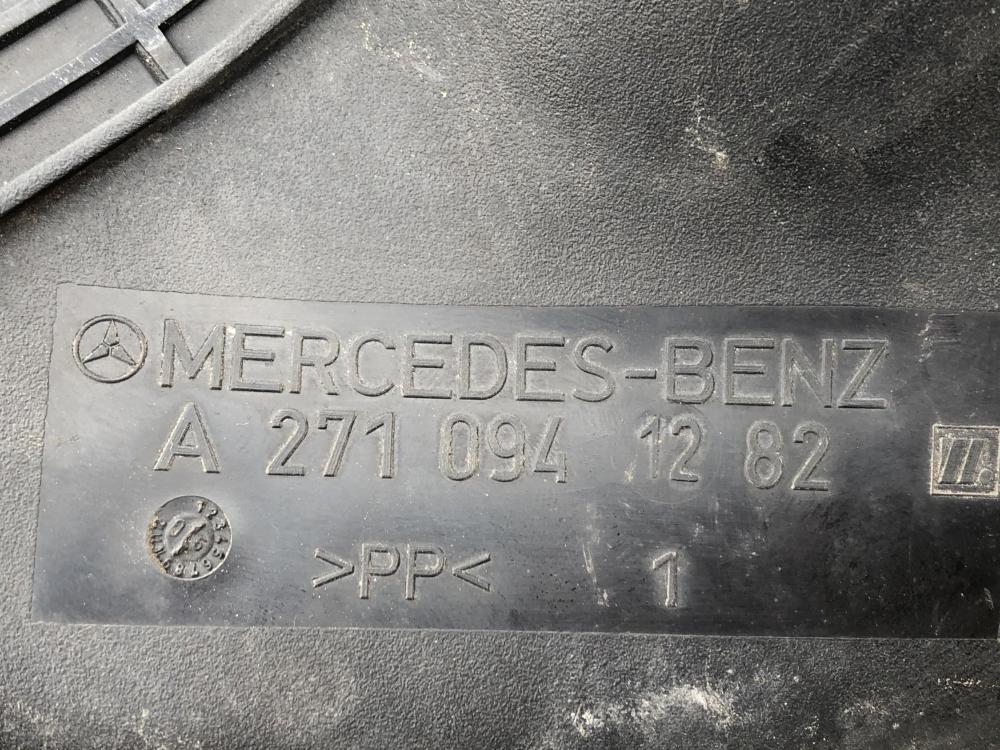 MERCEDES-BENZ
A 271 094 12 82
>PP< 1